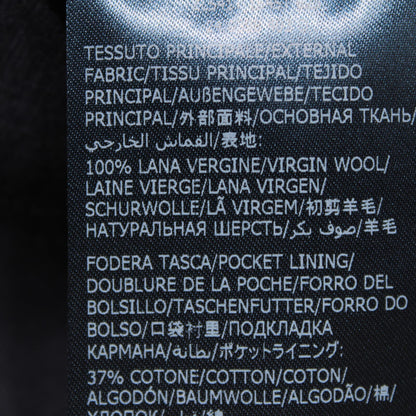 TESSUTO PRINCIPALE/EXTERNAL
FABRIC/TISSU PRINCIPAL/TEJIDO
PRINCIPAL/AUßENGEWEBE/TECIDO
PRINCIPAL/外部面料/ОСНОВНАЯ ТКАНЬ/
القماش الخارجي/表地:
100% LANA VERGINE/VIRGIN WOOL/
LAINE VIERGE/LANA VIRGEN/
SCHURWOLLE/LÃ VIRGEM/初剪羊毛/
НАТУРАЛЬНАЯ ШЕРСТЬ/صوف بكر/羊毛
FODERA TASCA/POCKET LINING/
DOUBLURE DE LA POCHE/FORRO DEL
BOLSILLO/TASCHENFUTTER/FORRO DO
BOLSO/口袋衬里/ПОДКЛАДКА
КАРМАНА/بطانة/ポケットライニング:
37% COTONE/COTTON/COTON/
ALGODÓN/BAUMWOLLE/ALGODÃO/棉/
ХЛОПОК/قطن/綿